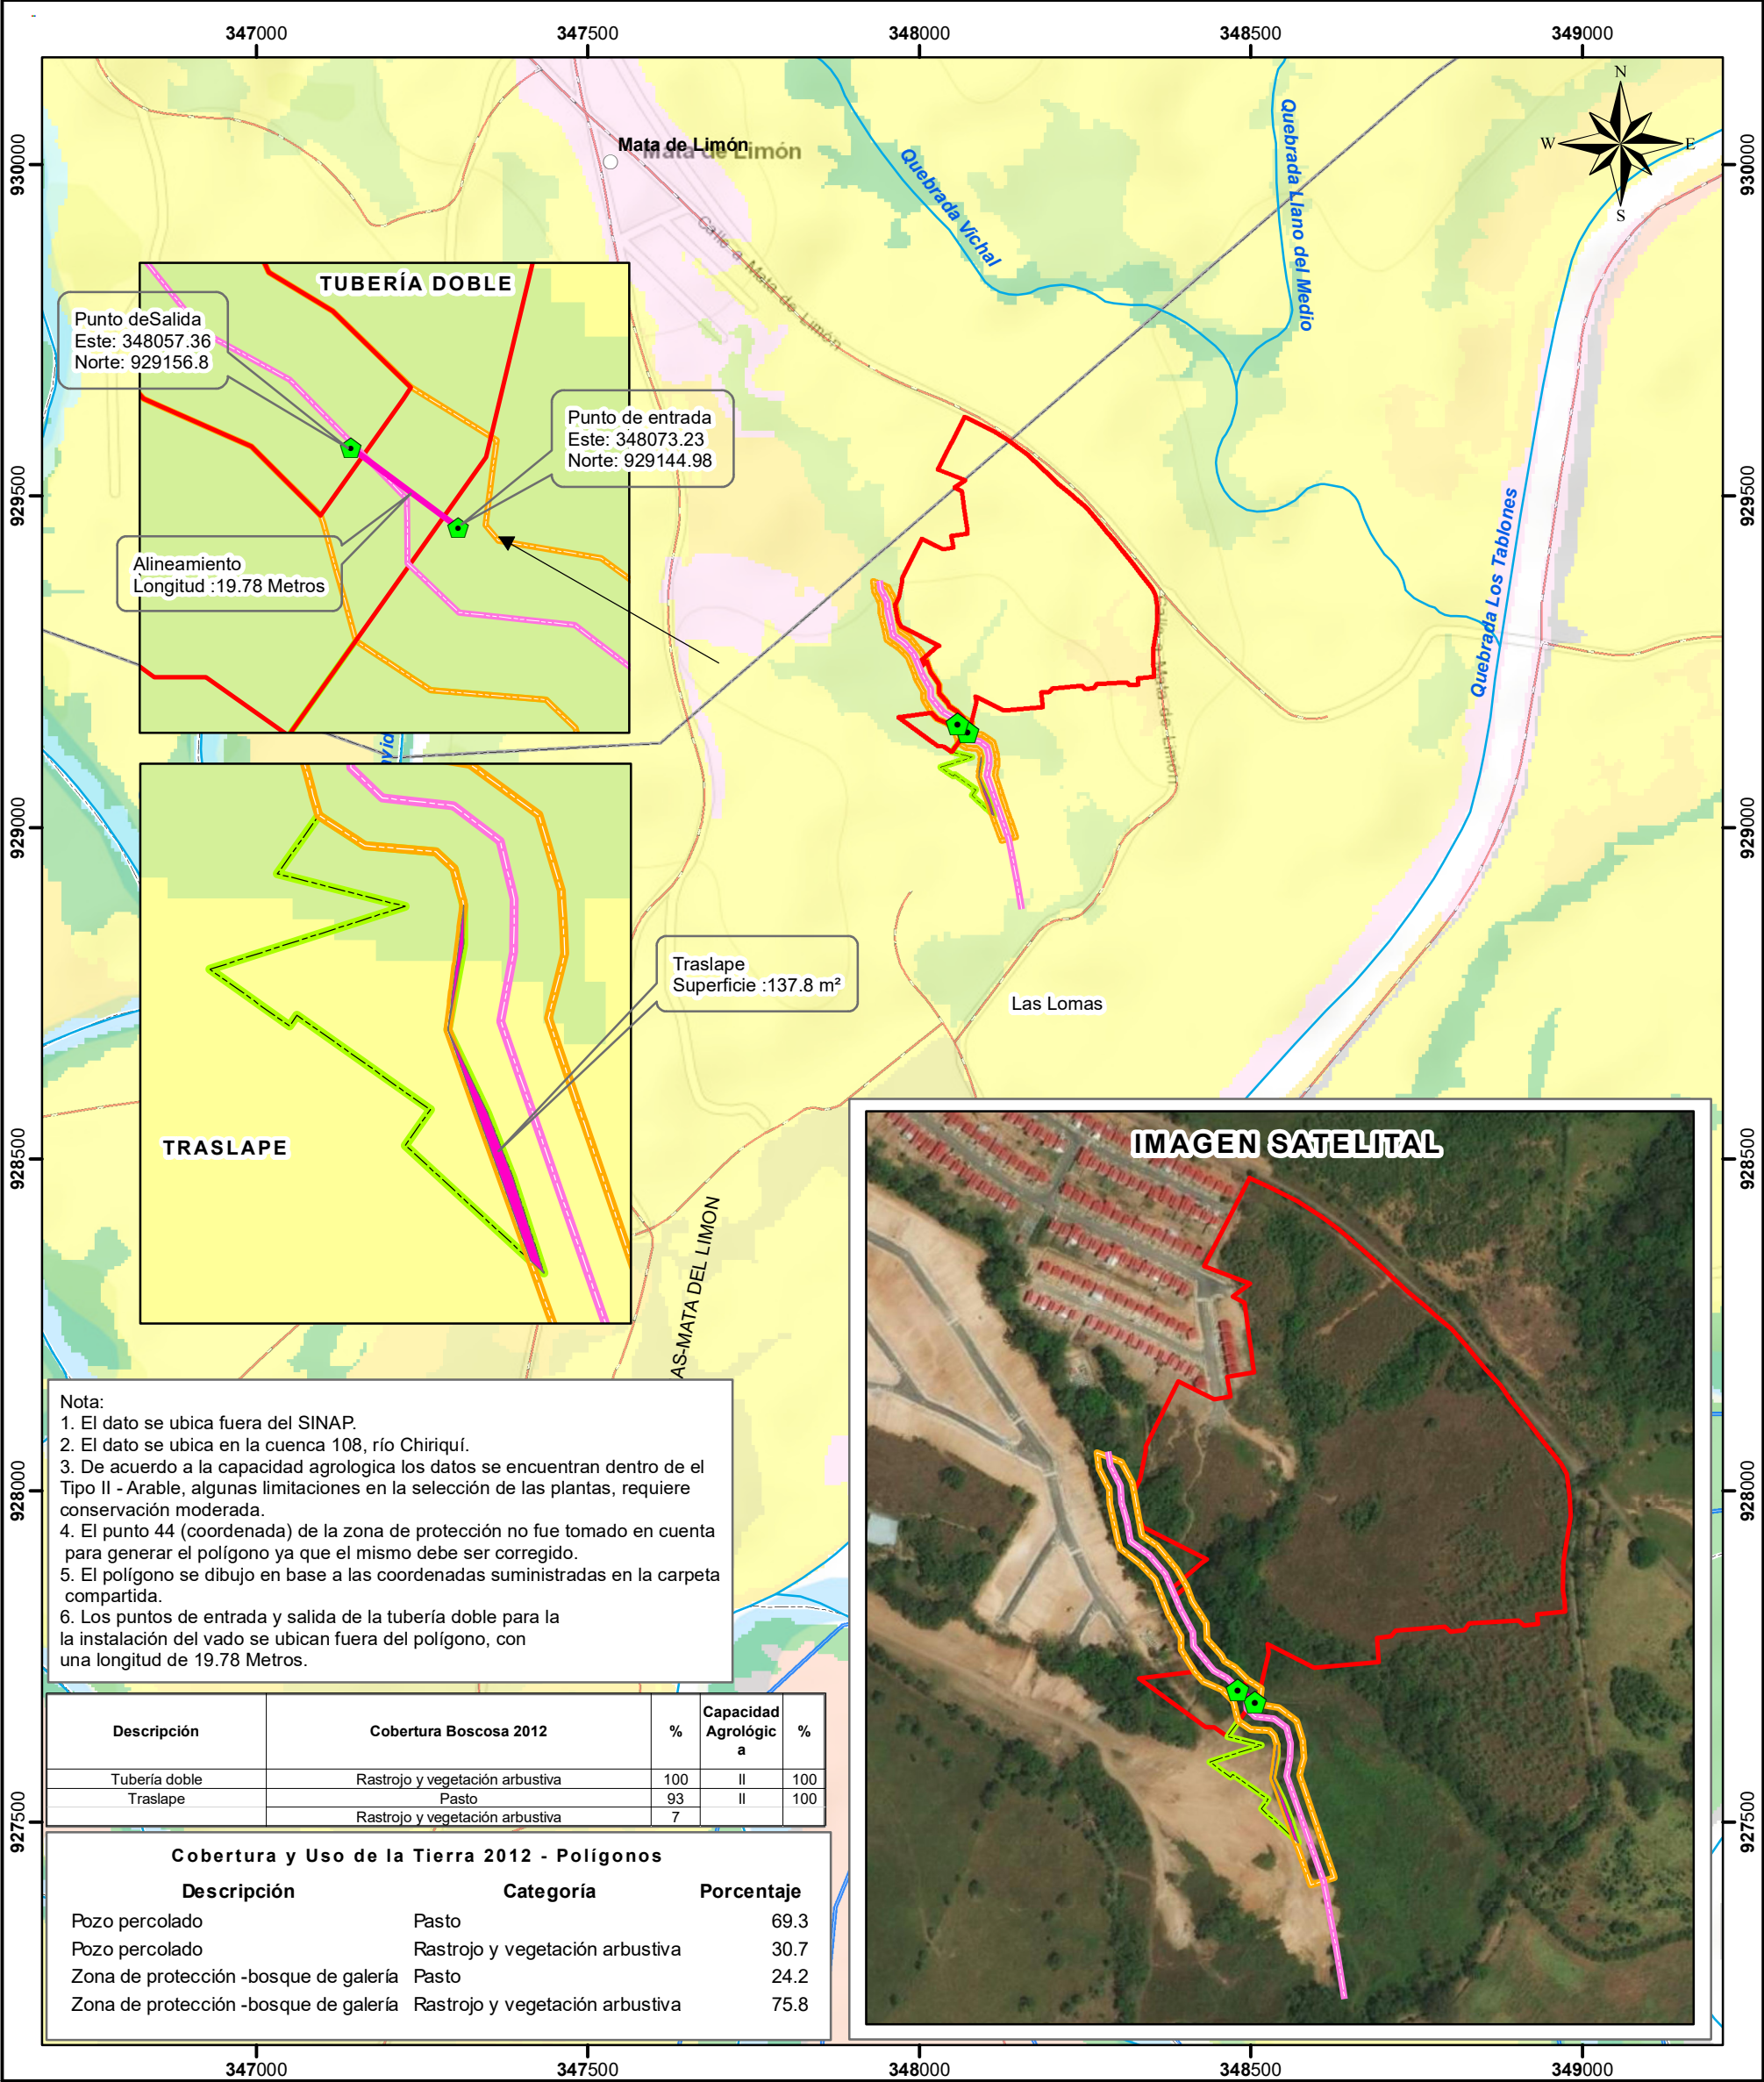 347000
347500
348000
348500
349000
930000
929500
929000
928500
928000
927500
930000
929500
929000
928500
928000
927500
N
W
E
S
Mata de Limón
Mata de Limón
Calle a Mata de Limón
Quebrada Vichal
Quebrada Llano del Medio
Quebrada Los Tablones
Calle a Mata de Limón
TUBERÍA DOBLE
Punto deSalida
Este: 348057.36
Norte: 929156.8
Punto de entrada
Este: 348073.23
Norte: 929144.98
Alineamiento
Longitud :19.78 Metros
TRASLAPE
Traslape
Superficie :137.8 m²
Las Lomas
AS-MATA DEL LIMON
IMAGEN SATELITAL
Nota:
1. El dato se ubica fuera del SINAP.
2. El dato se ubica en la cuenca 108, río Chiriquí.
3. De acuerdo a la capacidad agrologica los datos se encuentran dentro de el
Tipo II - Arable, algunas limitaciones en la selección de las plantas, requiere
conservación moderada.
4. El punto 44 (coordenada) de la zona de protección no fue tomado en cuenta
para generar el polígono ya que el mismo debe ser corregido.
5. El polígono se dibujo en base a las coordenadas suministradas en la carpeta
compartida.
6. Los puntos de entrada y salida de la tubería doble para la
la instalación del vado se ubican fuera del polígono, con
una longitud de 19.78 Metros.
Descripción Cobertura Boscosa 2012 % Capacidad Agrológic a %
Tubería doble Rastrojo y vegetación arbustiva 100 II 100
Traslape Pasto 93 II 100
Rastrojo y vegetación arbustiva 7
Cobertura y Uso de la Tierra 2012 - Polígonos
Descripción Categoría Porcentaje
Pozo percolado Pasto 69.3
Pozo percolado Rastrojo y vegetación arbustiva 30.7
Zona de protección -bosque de galería Pasto 24.2
Zona de protección -bosque de galería Rastrojo y vegetación arbustiva 75.8
347000
347500
348000
348500
349000